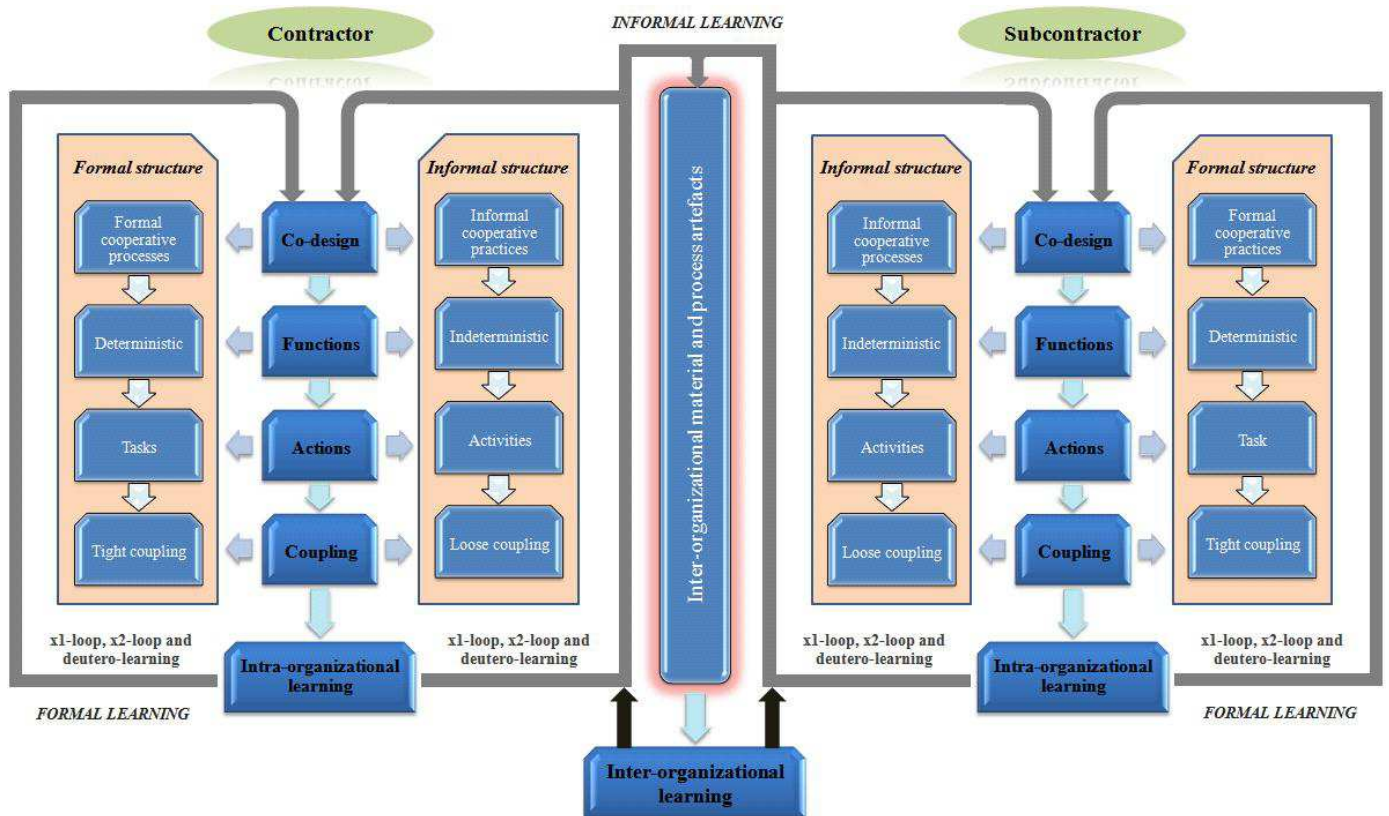 INFORMAL LEARNING
Contractor
Subcontractor
Formal structure
Formal
cooperative
processes
Deterministic
Tasks
Tight coupling
Co-design
Functions
Actions
Coupling
Informal structure
Informal
cooperative
practices
Indeterministic
Activities
Loose coupling
x1-loop, x2-loop and
deutero-learning
Intra-organizational
learning
x1-loop, x2-loop and
deutero-learning
FORMAL LEARNING
Inter-organizational material and process artefacts
Inter-organizational
learning
Informal structure
Informal
cooperative
processes
Indeterministic
Activities
Loose coupling
Co-design
Functions
Actions
Coupling
Formal structure
Formal
cooperative
practices
Deterministic
Task
Tight coupling
x1-loop, x2-loop and
deutero-learning
Intra-organizational
learning
x1-loop, x2-loop and
deutero-learning
FORMAL LEARNING